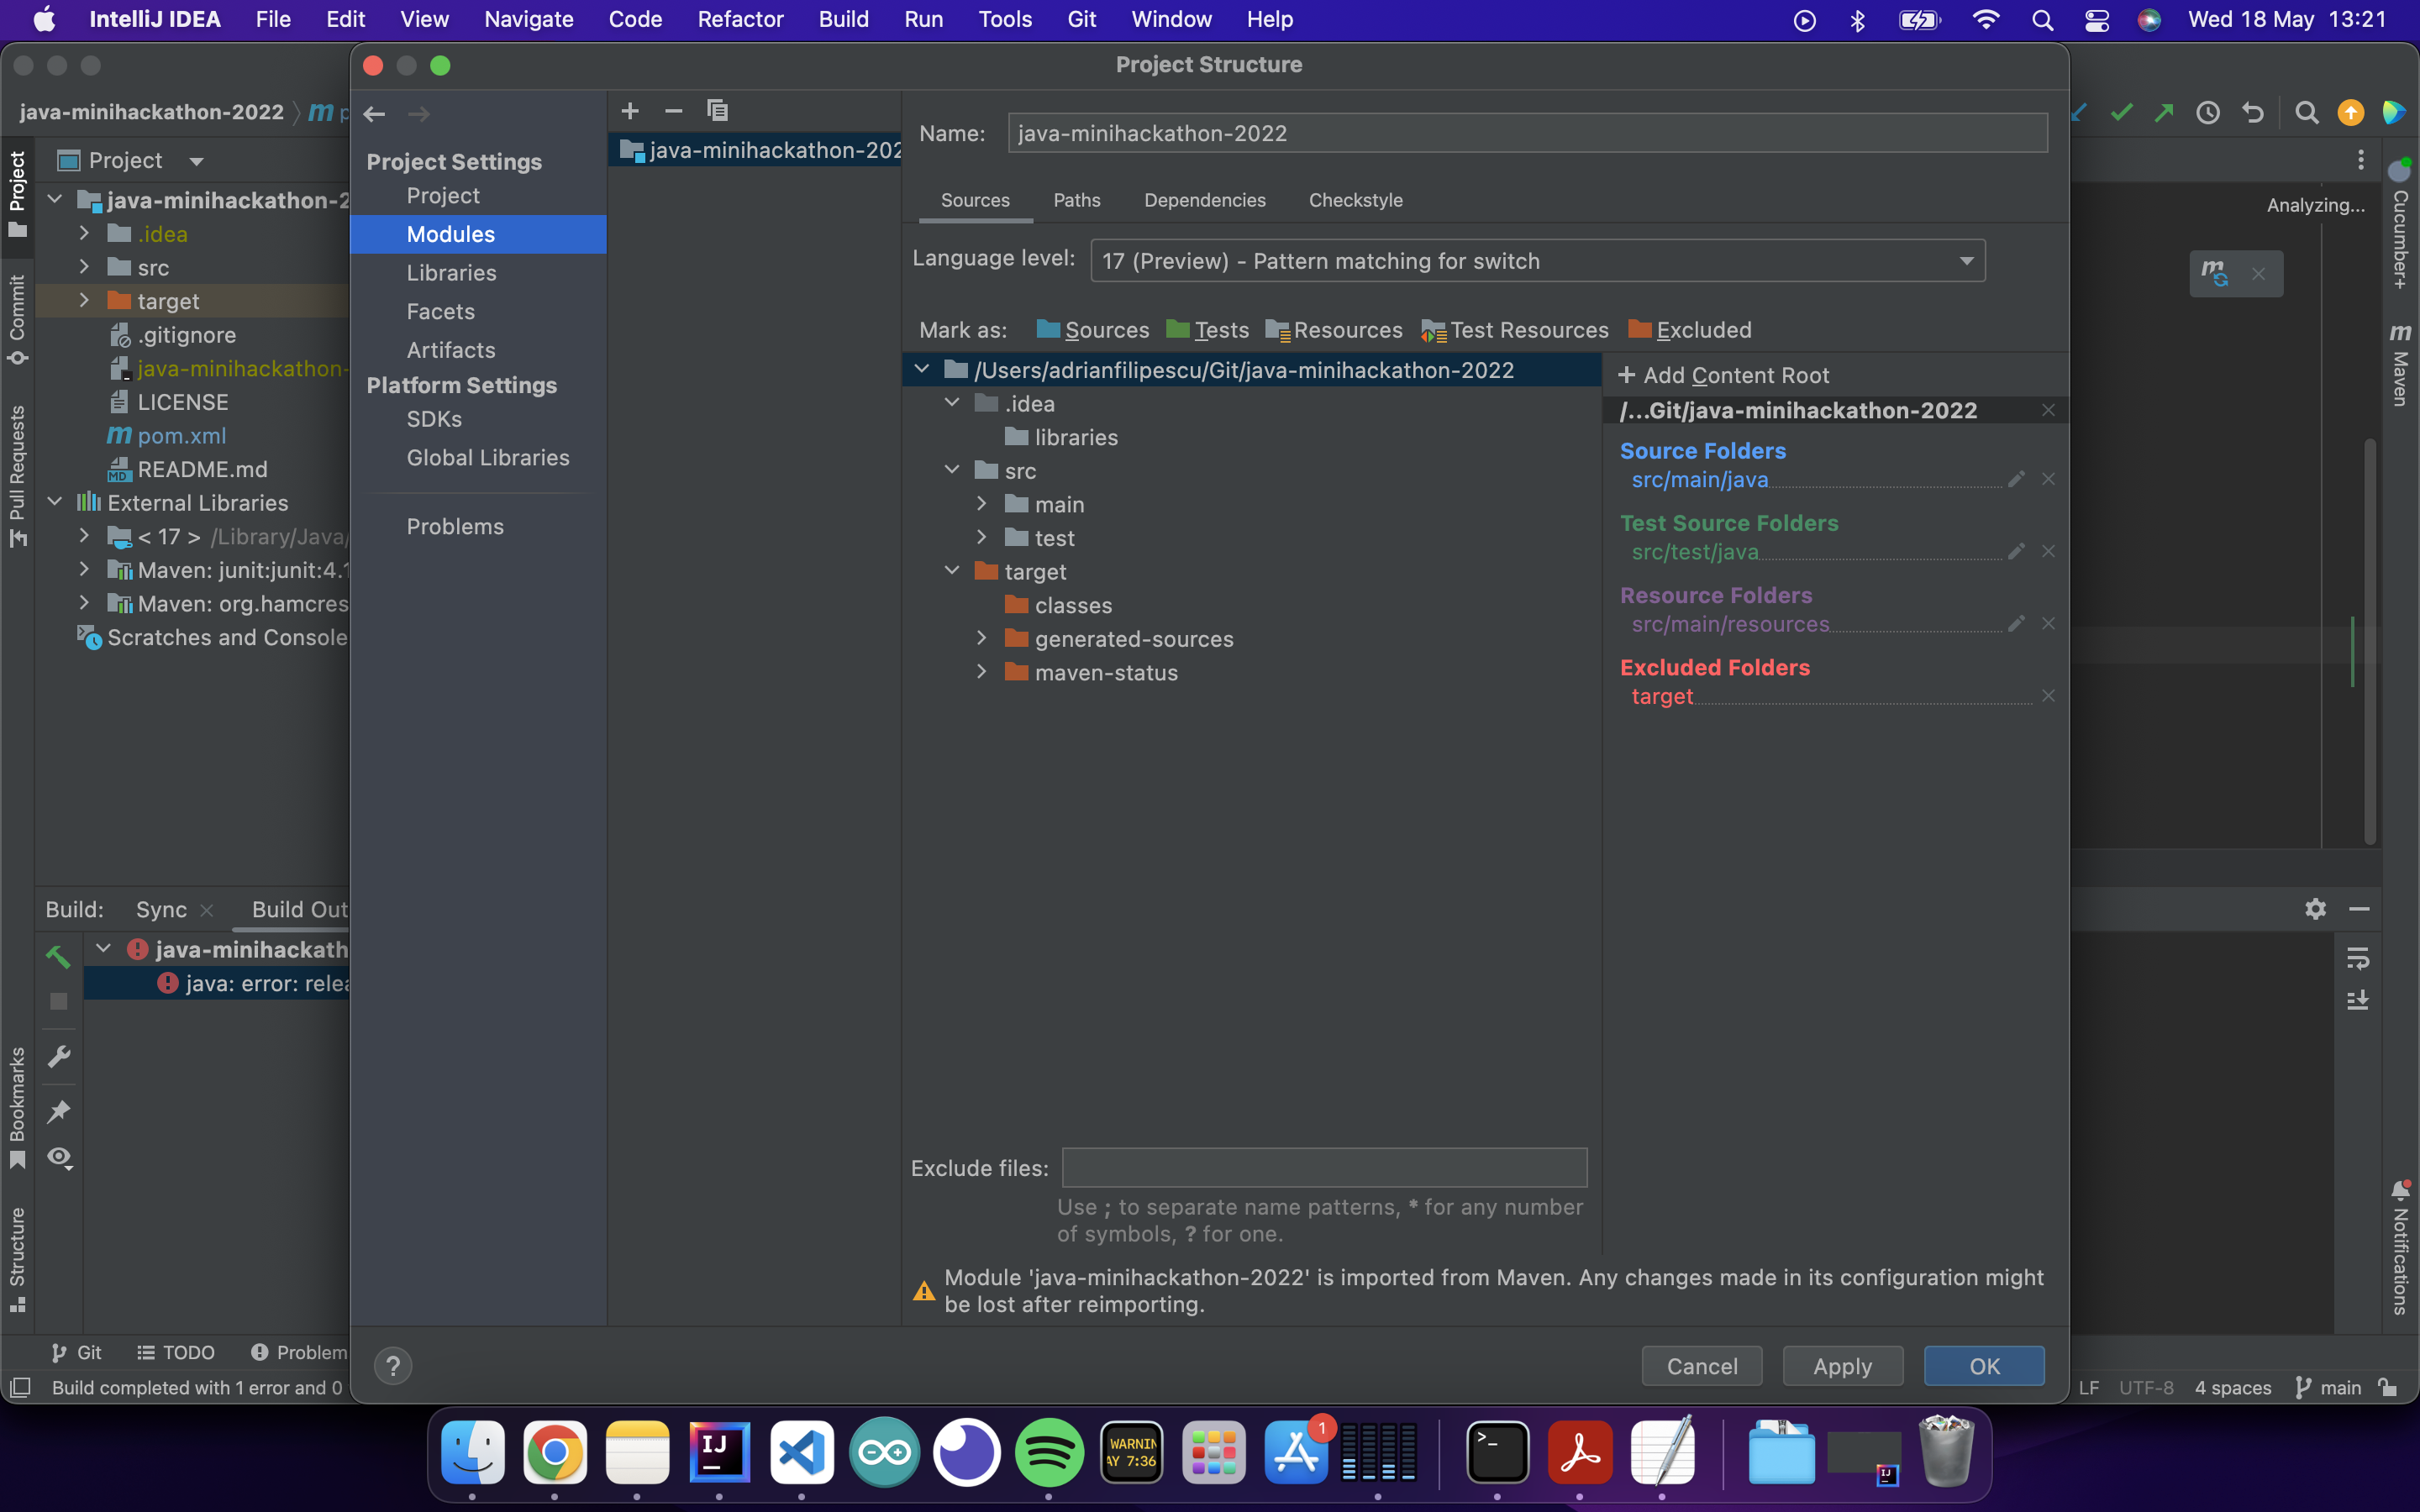 IntelliJ IDEA File Edit View Navigate Code Refactor Build Run Tools Git Window Help Wed 18 May 13:21
Project Structure
java-minihackathon-2022 m p
Name: java-minihackathon-2022
Project
java-minihackathon-2
.idea
src
target
.gitignore
java-minihackathon-
LICENSE
m pom.xml
MD README.md
External Libraries
< 17 > /Library/Java/
Maven: junit:junit:4.1
Maven: org.hamcres
Scratches and Console
Project
Commit
Pull Requests
Bookmarks
Structure
Project Settings
Project
Modules
Libraries
Facets
Artifacts
Platform Settings
SDKs
Global Libraries
Problems
java-minihackathon-202
Sources Paths Dependencies Checkstyle
Language level: 17 (Preview) - Pattern matching for switch
Mark as: Sources Tests Resources Test Resources Excluded
/Users/adrianfilipescu/Git/java-minihackathon-2022
.idea
libraries
src
main
test
target
classes
generated-sources
maven-status
+ Add Content Root
/...Git/java-minihackathon-2022
Source Folders
src/main/java
Test Source Folders
src/test/java
Resource Folders
src/main/resources
Excluded Folders
target
Exclude files:
Use ; to separate name patterns, * for any number
of symbols, ? for one.
Module 'java-minihackathon-2022' is imported from Maven. Any changes made in its configuration might
be lost after reimporting.
? Cancel Apply OK
Analyzing...
m
Cucumber+
m Maven
Notifications
Build: Sync Build Out
java-minihackath
java: error: relea
Git TODO Problem
Build completed with 1 error and 0
LF UTF-8 4 spaces main
IJ
WARNIN
AY 7:36
1
>_
IJ